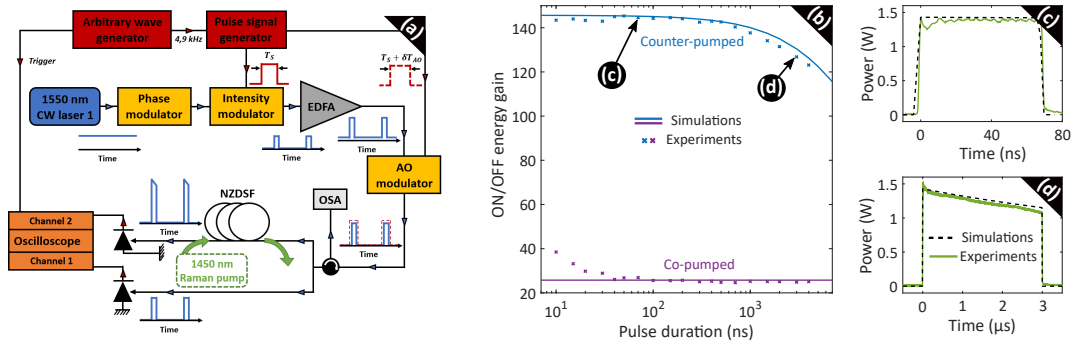 Arbitrary wave
generator
Pulse signal
generator
(a)
4,9 kHz
Trigger
T_S
T_S + δT_AO
1550 nm
CW laser 1
Phase
modulator
Intensity
modulator
EDFA
Time
Time
Time
AO
modulator
NZDSF
OSA
Time
Channel 2
Oscilloscope
Channel 1
1450 nm
Raman pump
Time
Time
(b)
ON/OFF energy gain
140
120
100
80
60
40
20
Counter-pumped
(c)
(d)
Simulations
Experiments
Co-pumped
10¹
10²
10³
Pulse duration (ns)
(c)
Power (W)
1.5
1
0.5
0
0
20
40
60
80
Time (ns)
(d)
Power (W)
1.5
1
0.5
0
Simulations
Experiments
0
1
2
3
Time (μs)